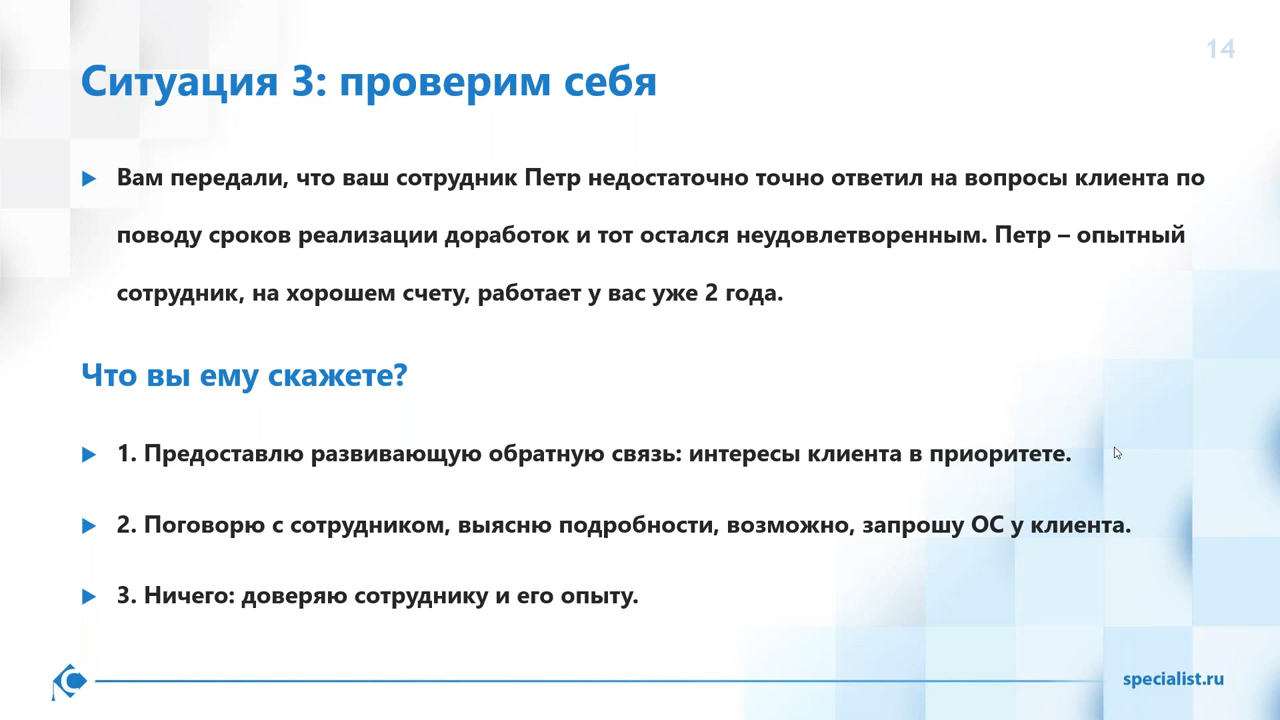 14
Ситуация 3: проверим себя
Вам передали, что ваш сотрудник Петр недостаточно точно ответил на вопросы клиента по
поводу сроков реализации доработок и тот остался неудовлетворенным. Петр – опытный
сотрудник, на хорошем счету, работает у вас уже 2 года.
Что вы ему скажете?
1. Предоставлю развивающую обратную связь: интересы клиента в приоритете.
2. Поговорю с сотрудником, выясню подробности, возможно, запрошу ОС у клиента.
3. Ничего: доверяю сотруднику и его опыту.
specialist.ru